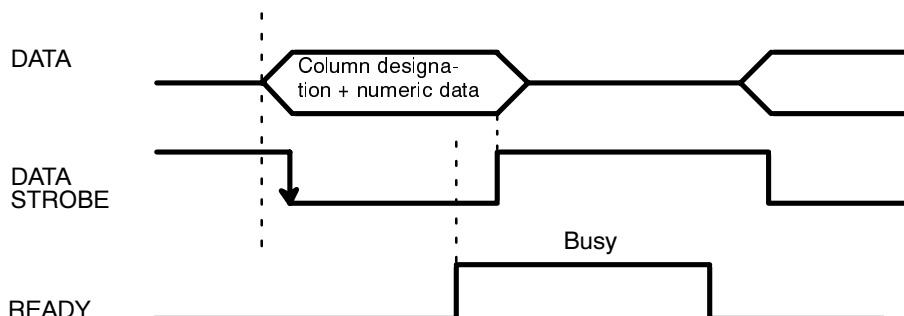 DATA
Column designa-
tion + numeric data
DATA
STROBE
Busy
READY